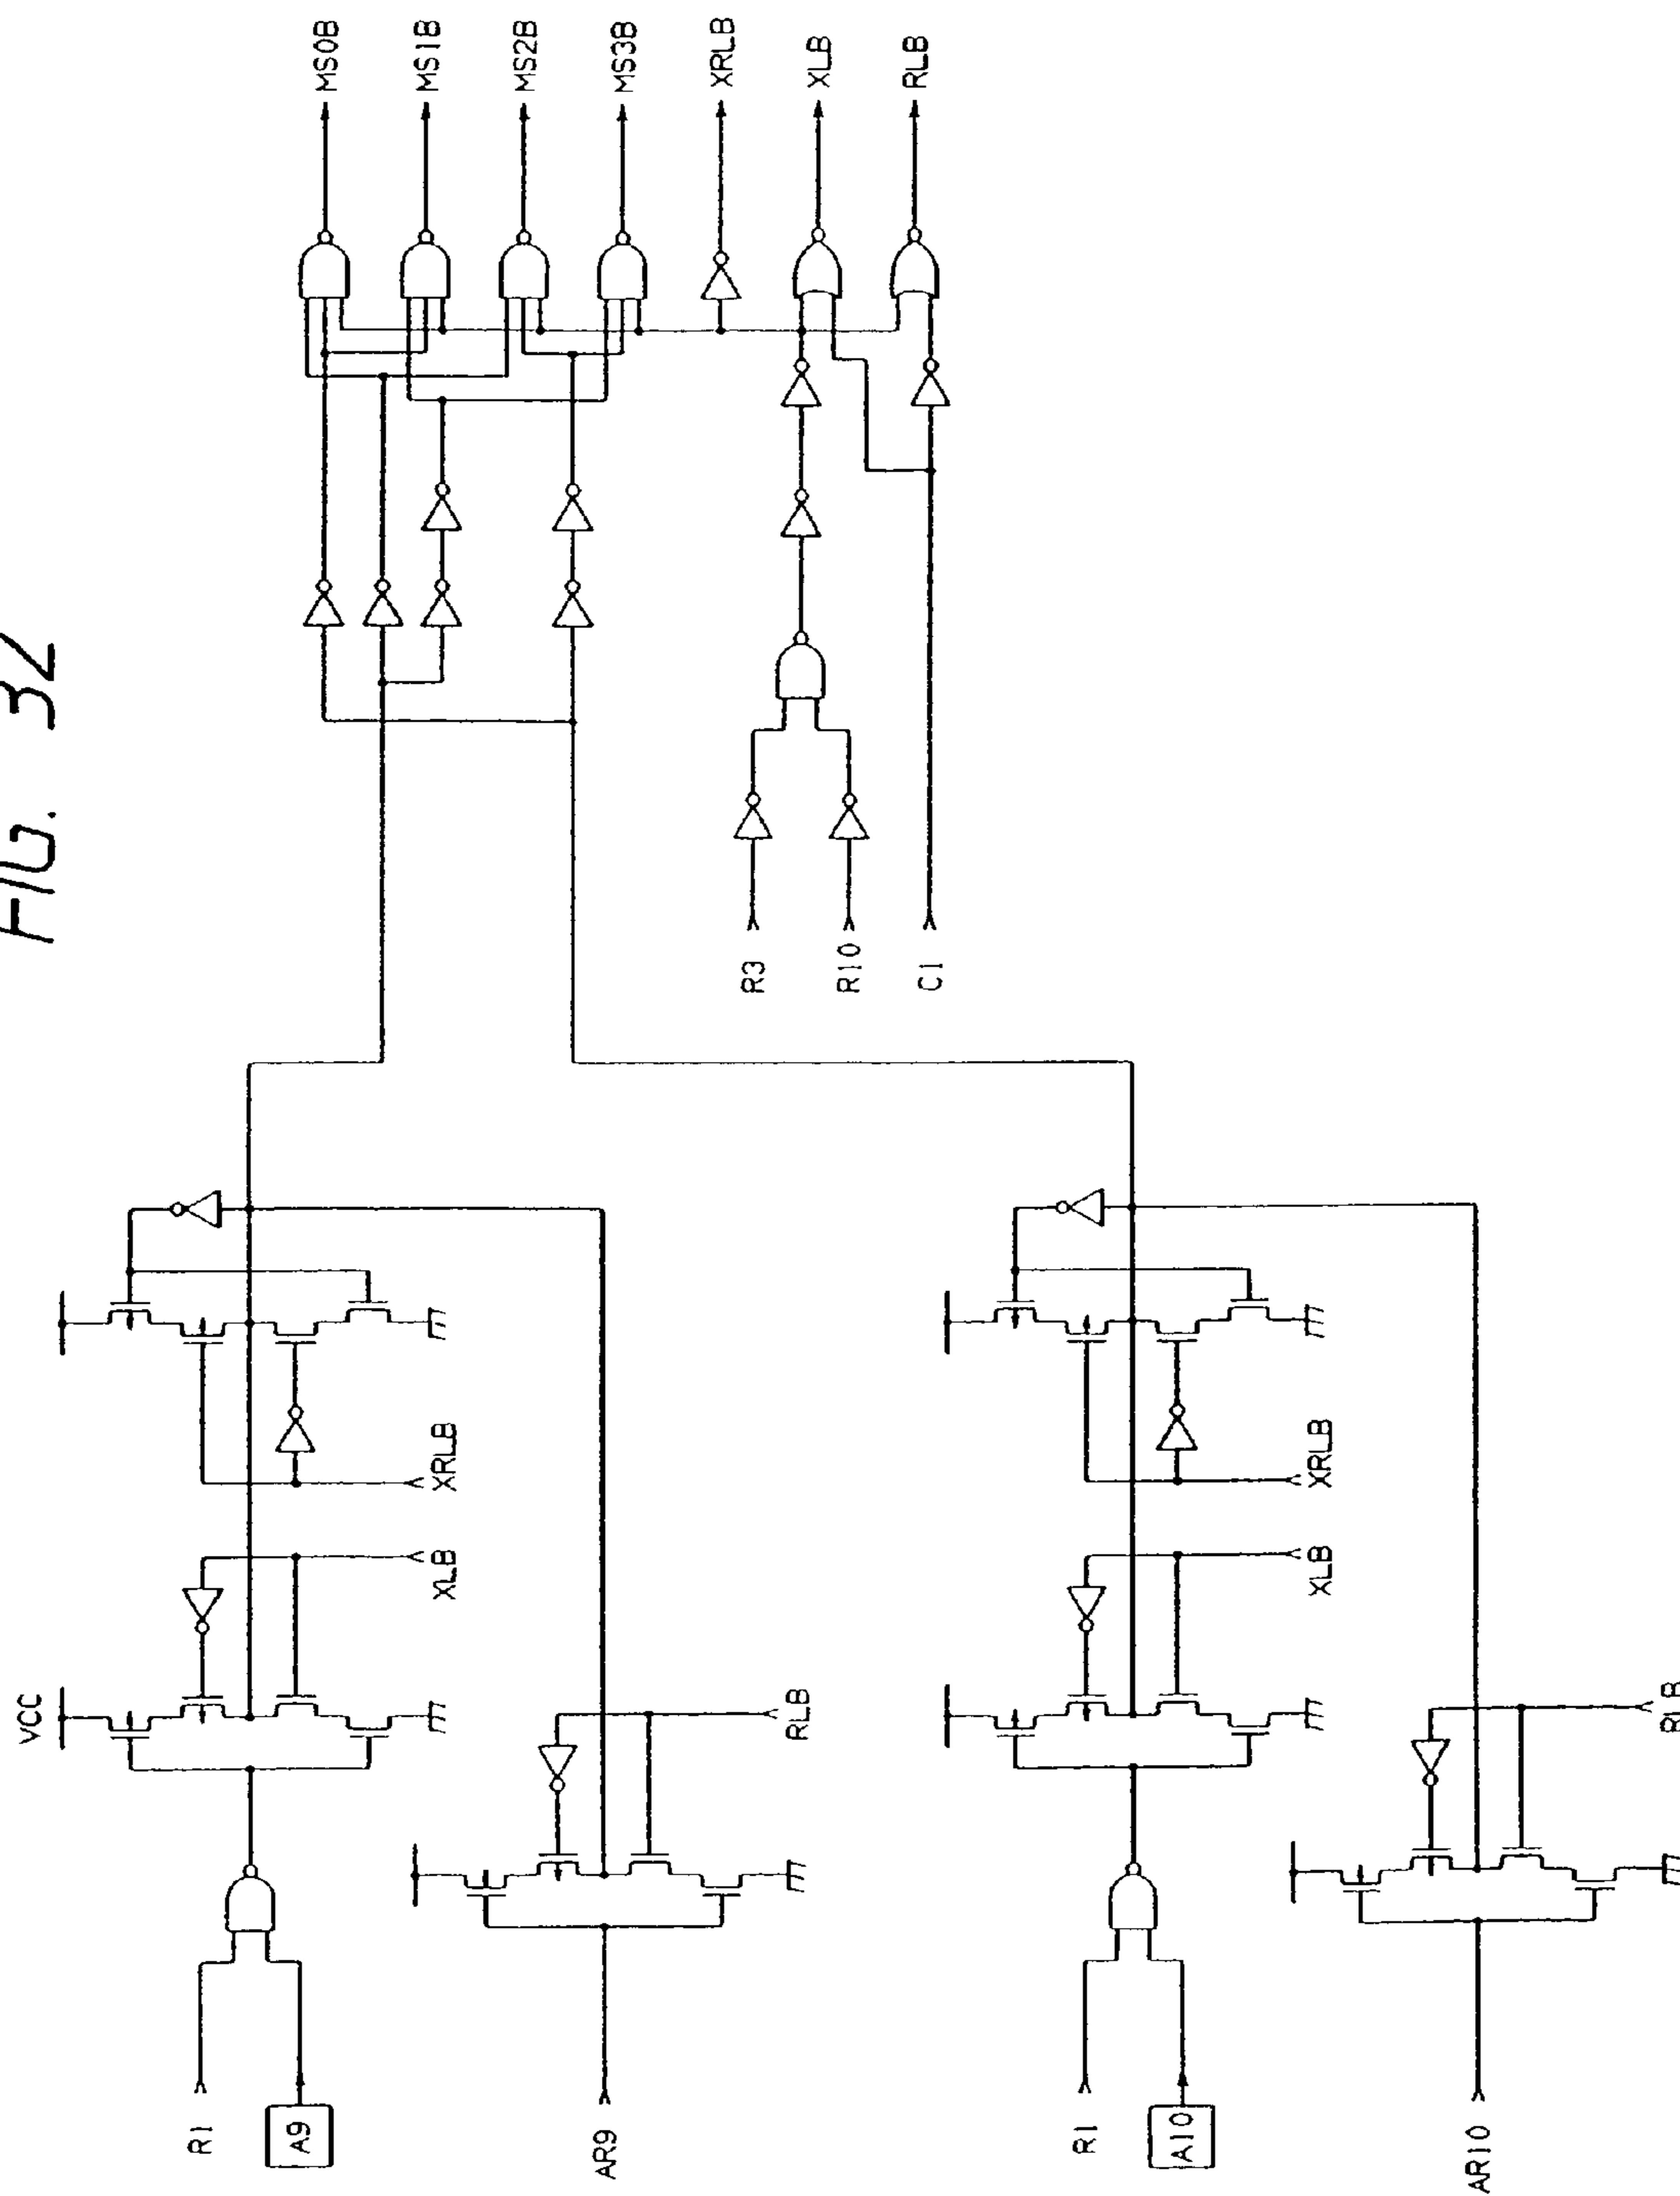 FIG. 32
MS0B
MS1B
MS2B
MS3B
XRLB
XLB
RLB
R3
R10
C1
VCC
XLB
XRLB
R1
A9
AR9
RLB
XLB
XRLB
R1
A10
AR10
RLB